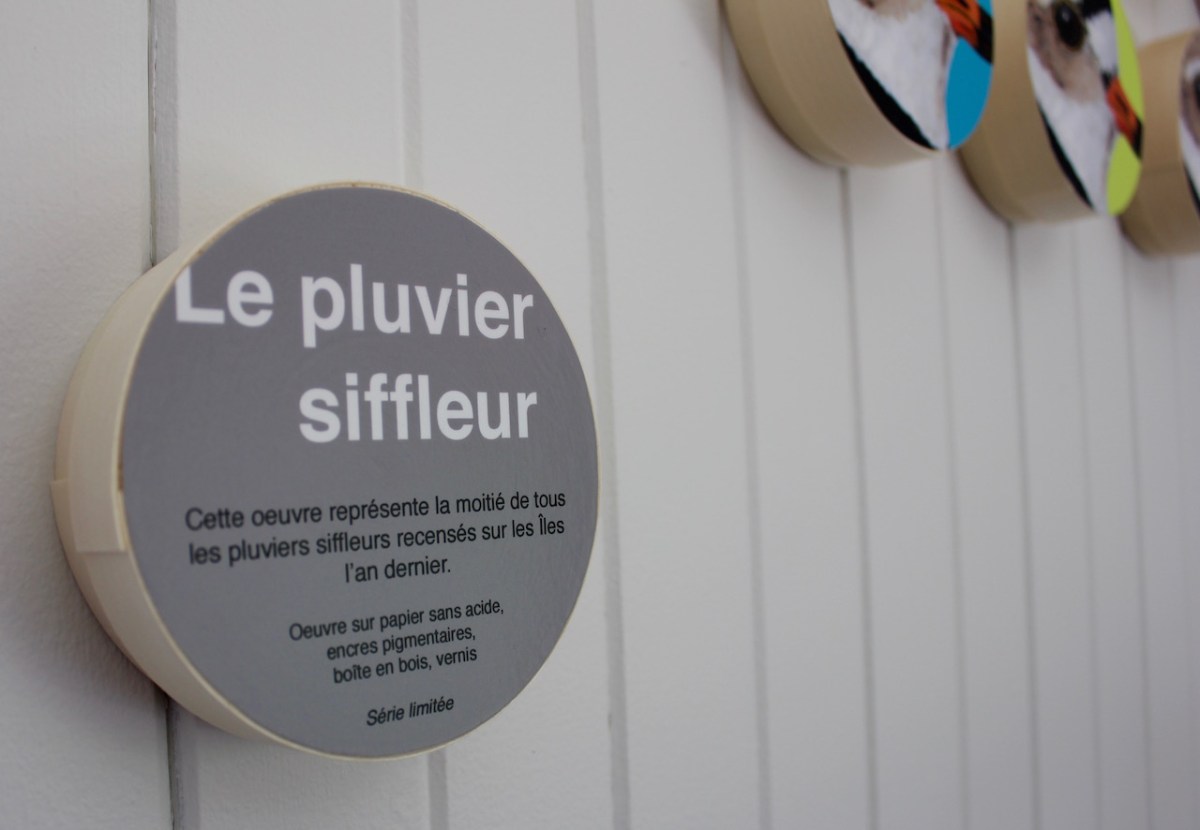 Le pluvier
siffleur
Cette oeuvre représente la moitié de tous
les pluviers siffleurs recensés sur les Îles
l'an dernier.
Oeuvre sur papier sans acide,
encres pigmentaires,
boîte en bois, vernis
Série limitée